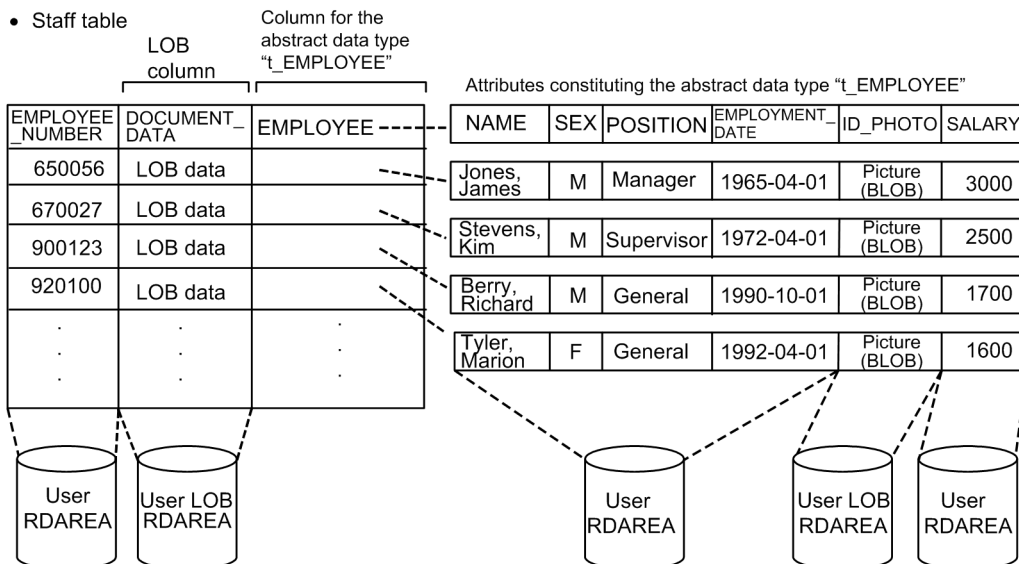 • Staff table
LOB
column
Column for the
abstract data type
“t_EMPLOYEE”
Attributes constituting the abstract data type “t_EMPLOYEE”
EMPLOYEE
_NUMBER
DOCUMENT_
DATA
EMPLOYEE
NAME
SEX
POSITION
EMPLOYMENT_
DATE
ID_PHOTO
SALARY
650056
LOB data
Jones,
James
M
Manager
1965-04-01
Picture
(BLOB)
3000
670027
LOB data
Stevens,
Kim
M
Supervisor
1972-04-01
Picture
(BLOB)
2500
900123
LOB data
Berry,
Richard
M
General
1990-10-01
Picture
(BLOB)
1700
920100
LOB data
Tyler,
Marion
F
General
1992-04-01
Picture
(BLOB)
1600
User
RDAREA
User LOB
RDAREA
User
RDAREA
User LOB
RDAREA
User
RDAREA